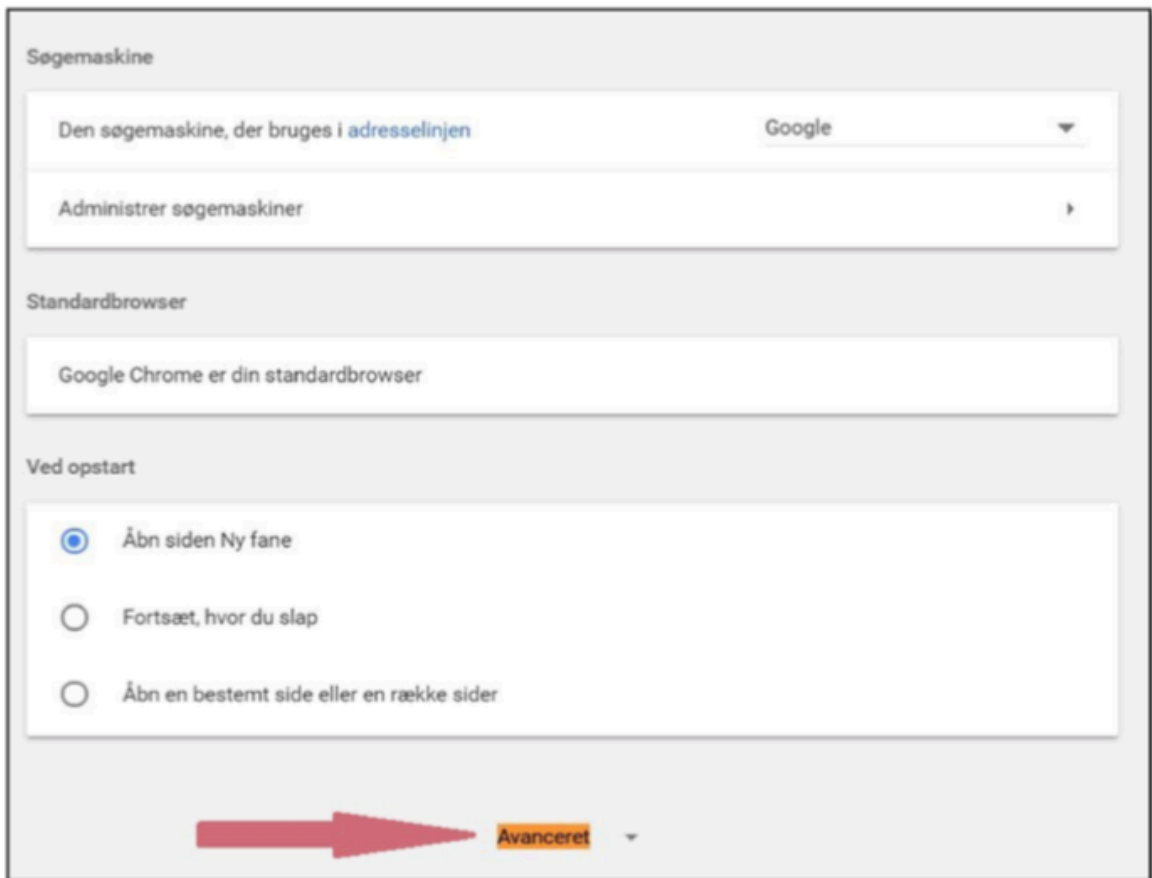 Søgemaskine
Den søgemaskine, der bruges i adresselinjen
Google
Administrer søgemaskiner
Standardbrowser
Google Chrome er din standardbrowser
Ved opstart
Åbn siden Ny fane
Fortsæt, hvor du slap
Åbn en bestemt side eller en række sider
Avanceret